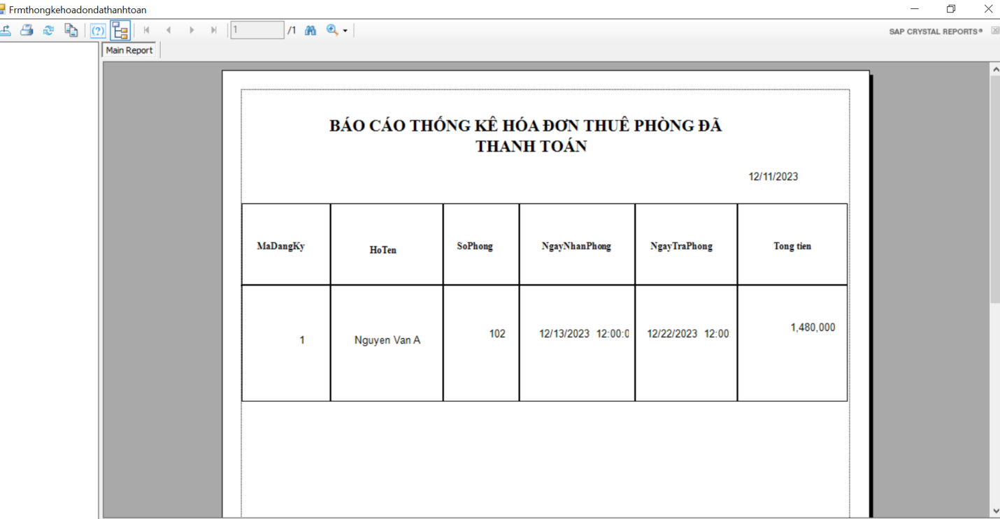 Frmthongkehoadondathanhtoan
1 /1
SAP CRYSTAL REPORTS®
Main Report
BÁO CÁO THỐNG KÊ HÓA ĐƠN THUÊ PHÒNG ĐÃ
THANH TOÁN
12/11/2023
MaDangKy HoTen SoPhong NgayNhanPhong NgayTraPhong Tong tien
1 Nguyen Van A 102 12/13/2023 12:00:0 12/22/2023 12:00 1,480,000